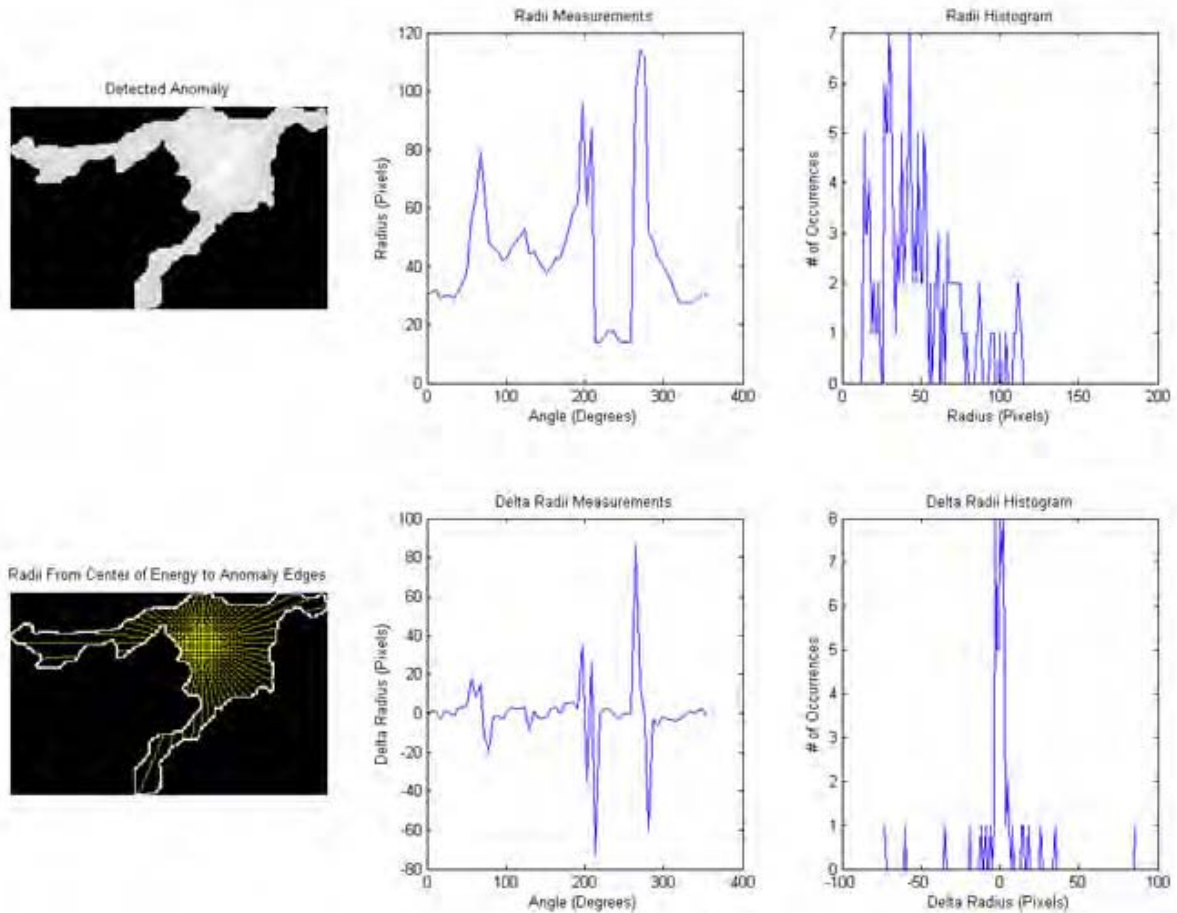 Detected Anomaly
Radii Measurements
120
100
80
60
40
20
0
Radius (Pixels)
0 100 200 300 400
Angle (Degrees)
Radii Histogram
7
6
5
4
3
2
1
0
# of Occurrences
0 50 100 150 200
Radius (Pixels)
Radii From Center of Energy to Anomaly Edges
Delta Radii Measurements
100
80
60
40
20
0
-20
-40
-60
-80
Delta Radius (Pixels)
0 100 200 300 400
Angle (Degrees)
Delta Radii Histogram
8
7
6
5
4
3
2
1
0
# of Occurrences
-100 -50 0 50 100
Delta Radius (Pixels)